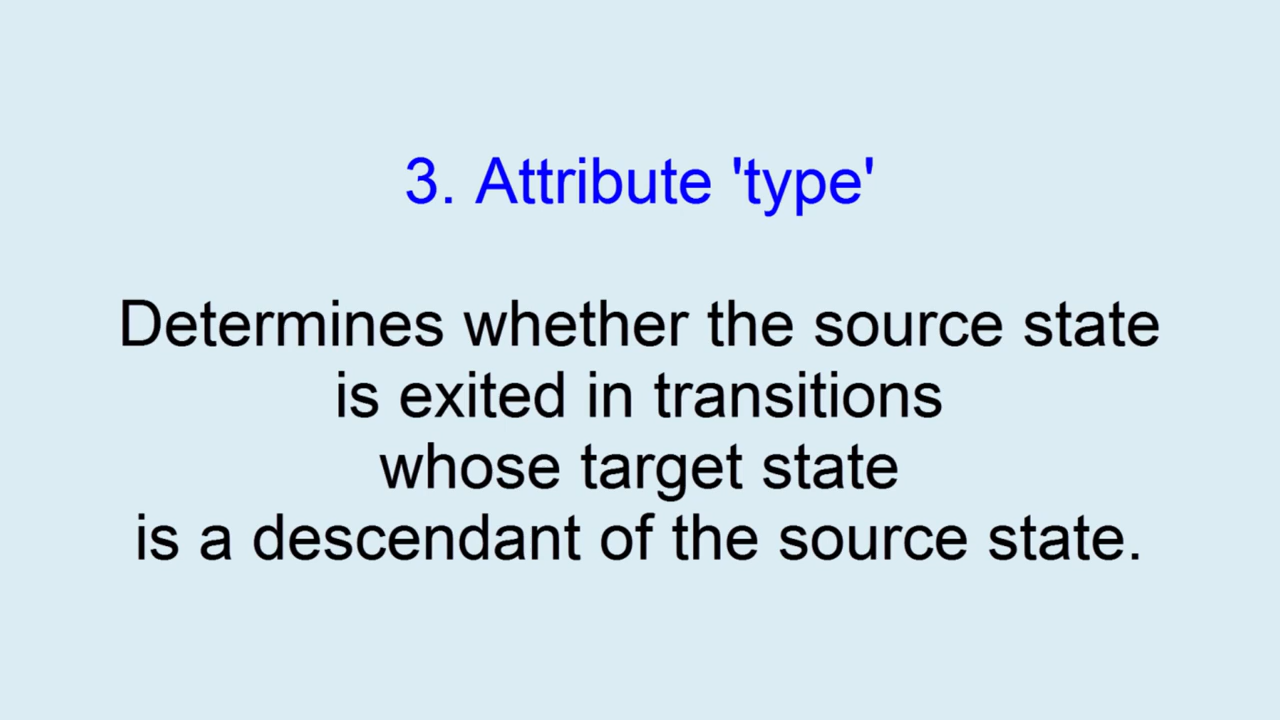 3. Attribute 'type'
Determines whether the source state
is exited in transitions
whose target state
is a descendant of the source state.